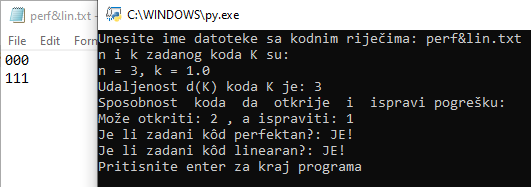 perf&lin.txt -
File Edit Format
000
111
C:\WINDOWS\py.exe
Unesite ime datoteke sa kodnim riječima: perf&lin.txt
n i k zadanog koda K su:
n = 3, k = 1.0
Udaljenost d(K) koda K je: 3
Sposobnost koda da otkrije i ispravi pogrešku:
Može otkriti: 2 , a ispraviti: 1
Je li zadani kôd perfektan?: JE!
Je li zadani kôd linearan?: JE!
Pritisnite enter za kraj programa